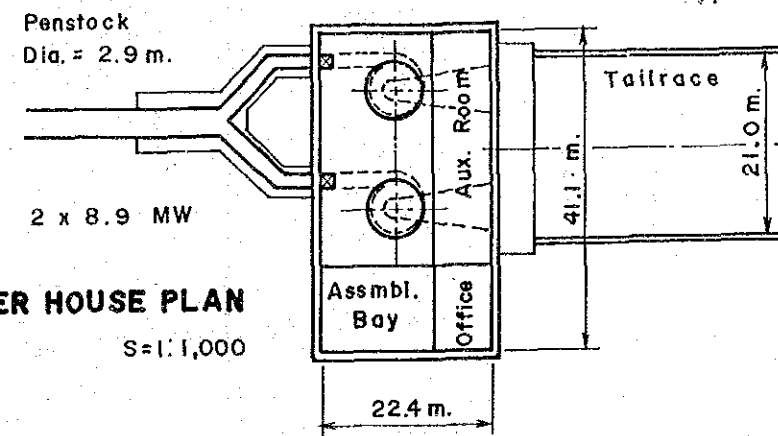 Penstock
Dia. = 2.9 m.
Tailrace
Aux. Room
41.1 m.
21.0 m.
2 x 8.9 MW
ER HOUSE PLAN
S=1:1,000
Assmbl.
Bay
Office
22.4 m.